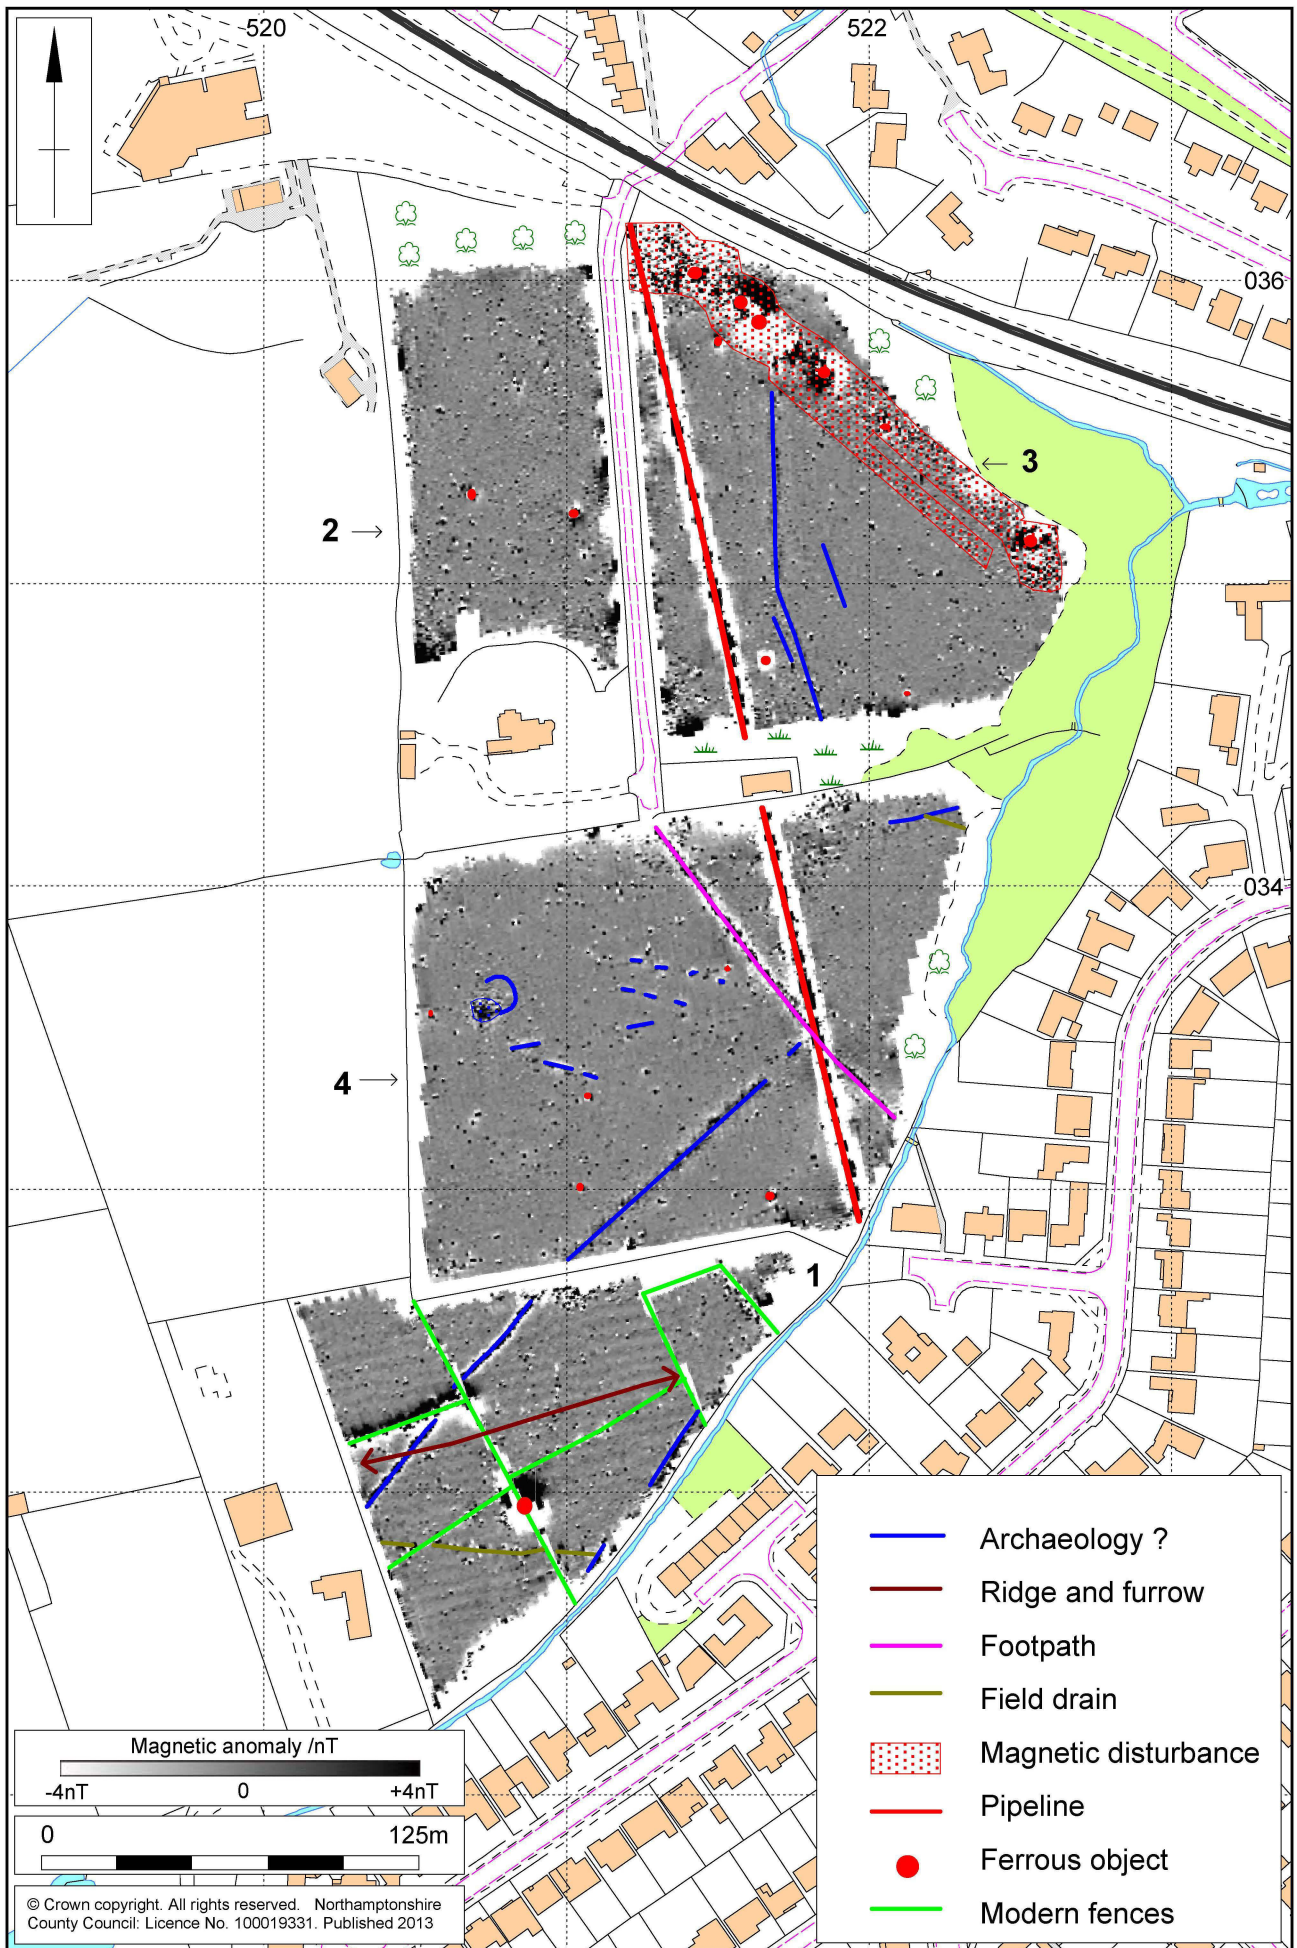 520
522
036
3
2
034
4
1
Archaeology ?
Ridge and furrow
Footpath
Field drain
Magnetic disturbance
Pipeline
Ferrous object
Modern fences
Magnetic anomaly /nT
-4nT 0 +4nT
0 125m
© Crown copyright. All rights reserved. Northamptonshire
County Council: Licence No. 100019331. Published 2013